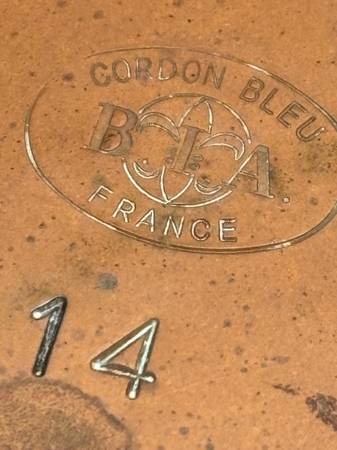 CORDON BLEU
B.I.A.
FRANCE
14